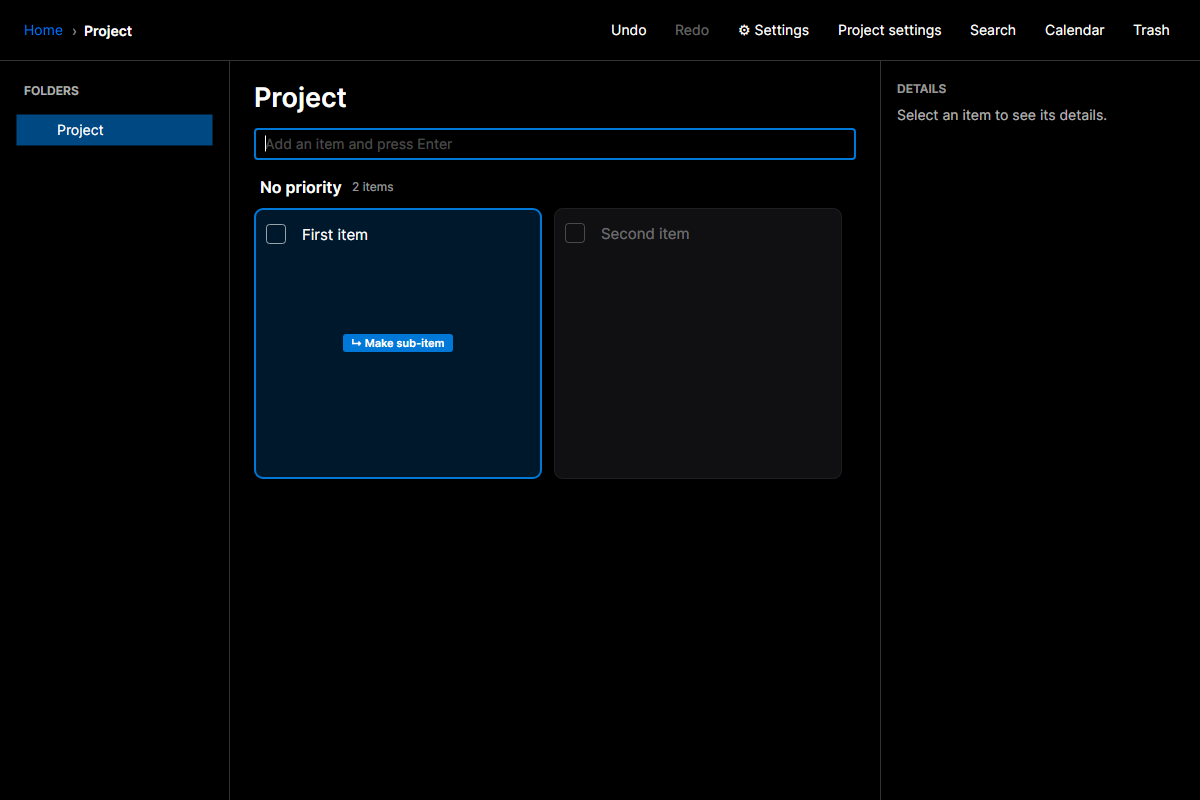 Home › Project
Undo
Redo
⚙ Settings
Project settings
Search
Calendar
Trash
FOLDERS
Project
Project
Add an item and press Enter
No priority 2 items
First item
↳ Make sub-item
Second item
DETAILS
Select an item to see its details.